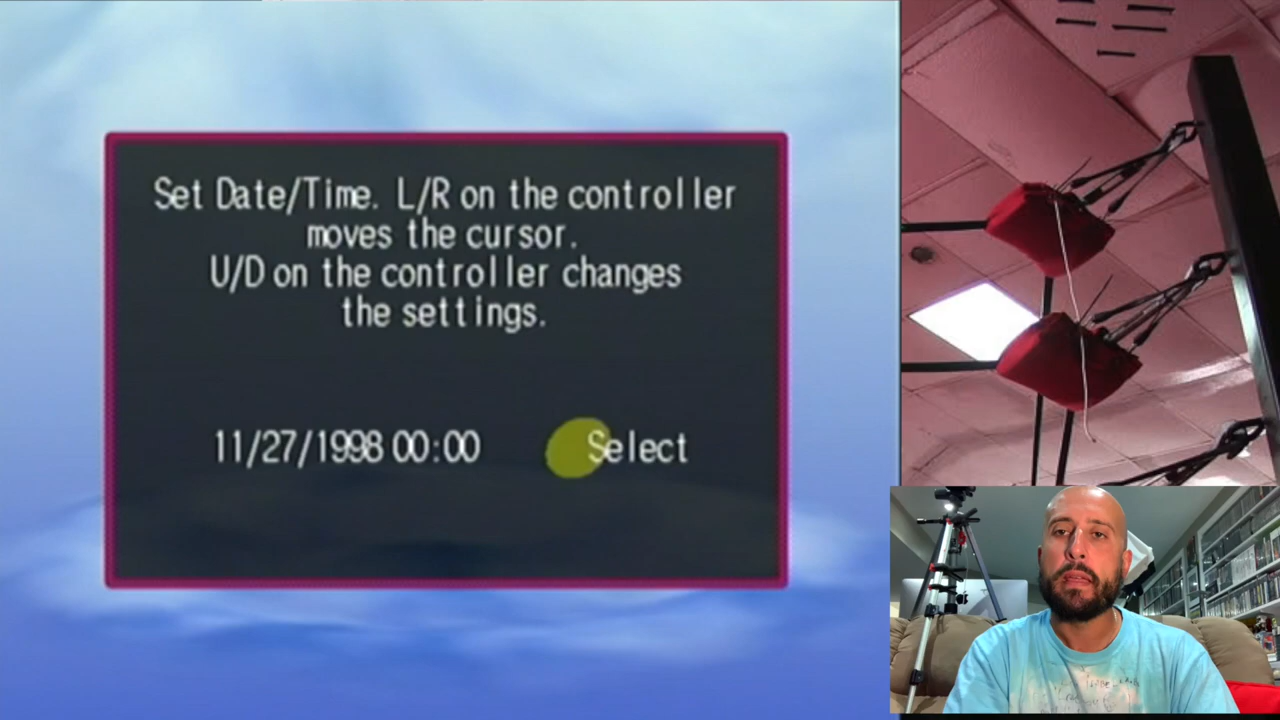 Set Date/Time. L/R on the controller
moves the cursor.
U/D on the controller changes
the settings.
11/27/1998 00:00 Select